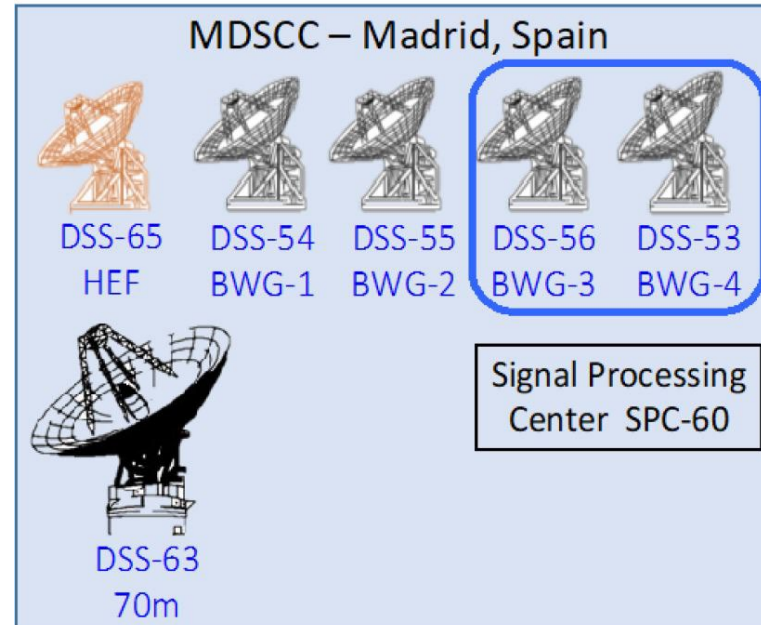 MDSCC – Madrid, Spain
DSS-65
HEF
DSS-54
BWG-1
DSS-55
BWG-2
DSS-56
BWG-3
DSS-53
BWG-4
Signal Processing
Center SPC-60
DSS-63
70m